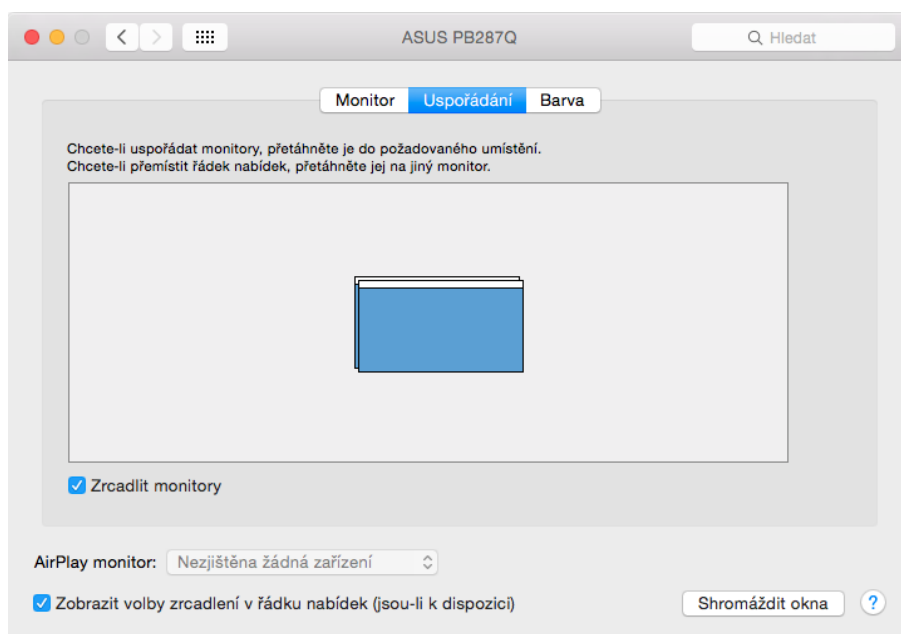 ASUS PB287Q
Hledat
Monitor Uspořádání Barva
Chcete-li uspořádat monitory, přetáhněte je do požadovaného umístění.
Chcete-li přemístit řádek nabídek, přetáhněte jej na jiný monitor.
Zrcadlit monitory
AirPlay monitor: Nezjištěna žádná zařízení
Zobrazit volby zrcadlení v řádku nabídek (jsou-li k dispozici)
Shromáždit okna ?